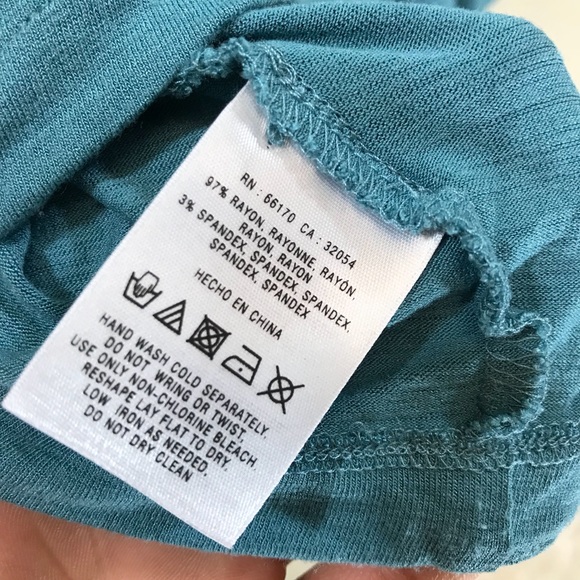 RN : 66170 CA : 32054
97% RAYON, RAYONNE, RAYÓN,
RAYON, RAYON,
3% SPANDEX, SPANDEX, SPANDEX,
SPANDEX, SPANDEX
HECHO EN CHINA
HAND WASH COLD SEPARATELY.
DO NOT WRING OR TWIST,
USE ONLY NON-CHLORINE BLEACH.
RESHAPE LAY FLAT TO DRY.
LOW IRON AS NEEDED.
DO NOT DRY CLEAN